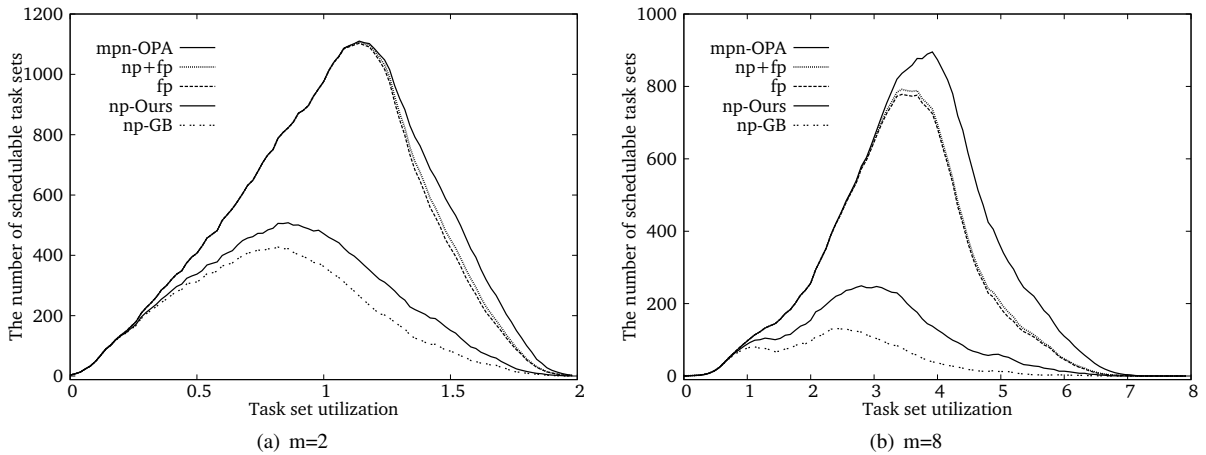 The number of schedulable task sets
1200
1000
800
600
400
200
0
mpn-OPA
np+fp
fp
np-Ours
np-GB
0 0.5 1 1.5 2
Task set utilization
(a) m=2
The number of schedulable task sets
1000
800
600
400
200
0
mpn-OPA
np+fp
fp
np-Ours
np-GB
0 1 2 3 4 5 6 7 8
Task set utilization
(b) m=8